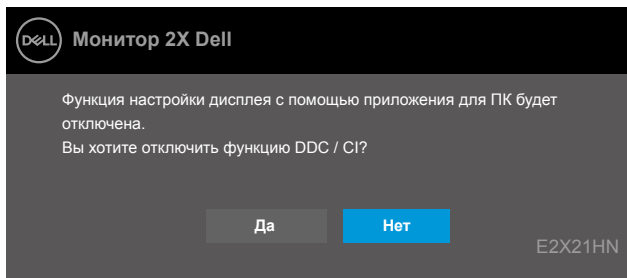 DELL
Монитор 2X Dell
Функция настройки дисплея с помощью приложения для ПК будет
отключена.
Вы хотите отключить функцию DDC / CI?
Да
Нет
E2X21HN